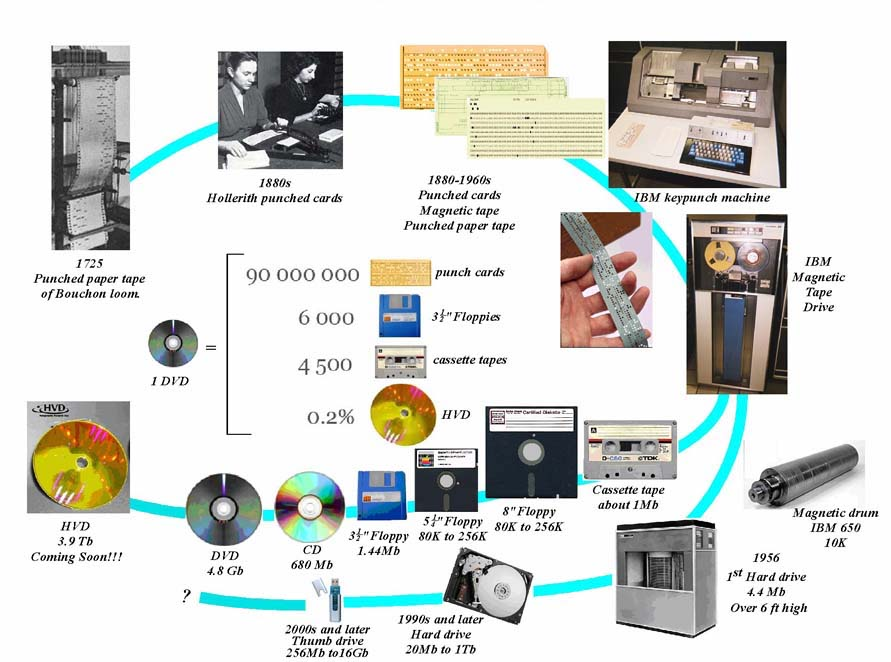 1725
Punched paper tape
of Bouchon loom.
1880s
Hollerith punched cards
1880-1960s
Punched cards
Magnetic tape
Punched paper tape
IBM keypunch machine
IBM
Magnetic
Tape
Drive
1 DVD
=
90 000 000 punch cards
6 000 3½" Floppies
4 500 cassette tapes
0.2% HVD
HVD
HVD
3.9 Tb
Coming Soon!!!
DVD
4.8 Gb
CD
680 Mb
3½" Floppy
1.44Mb
5¼" Floppy
80K to 256K
8" Floppy
80K to 256K
A
D-C60 TDK
Cassette tape
about 1Mb
Magnetic drum
IBM 650
10K
1956
1st Hard drive
4.4 Mb
Over 6 ft high
1990s and later
Hard drive
20Mb to 1Tb
2000s and later
Thumb drive
256Mb to 16Gb
?